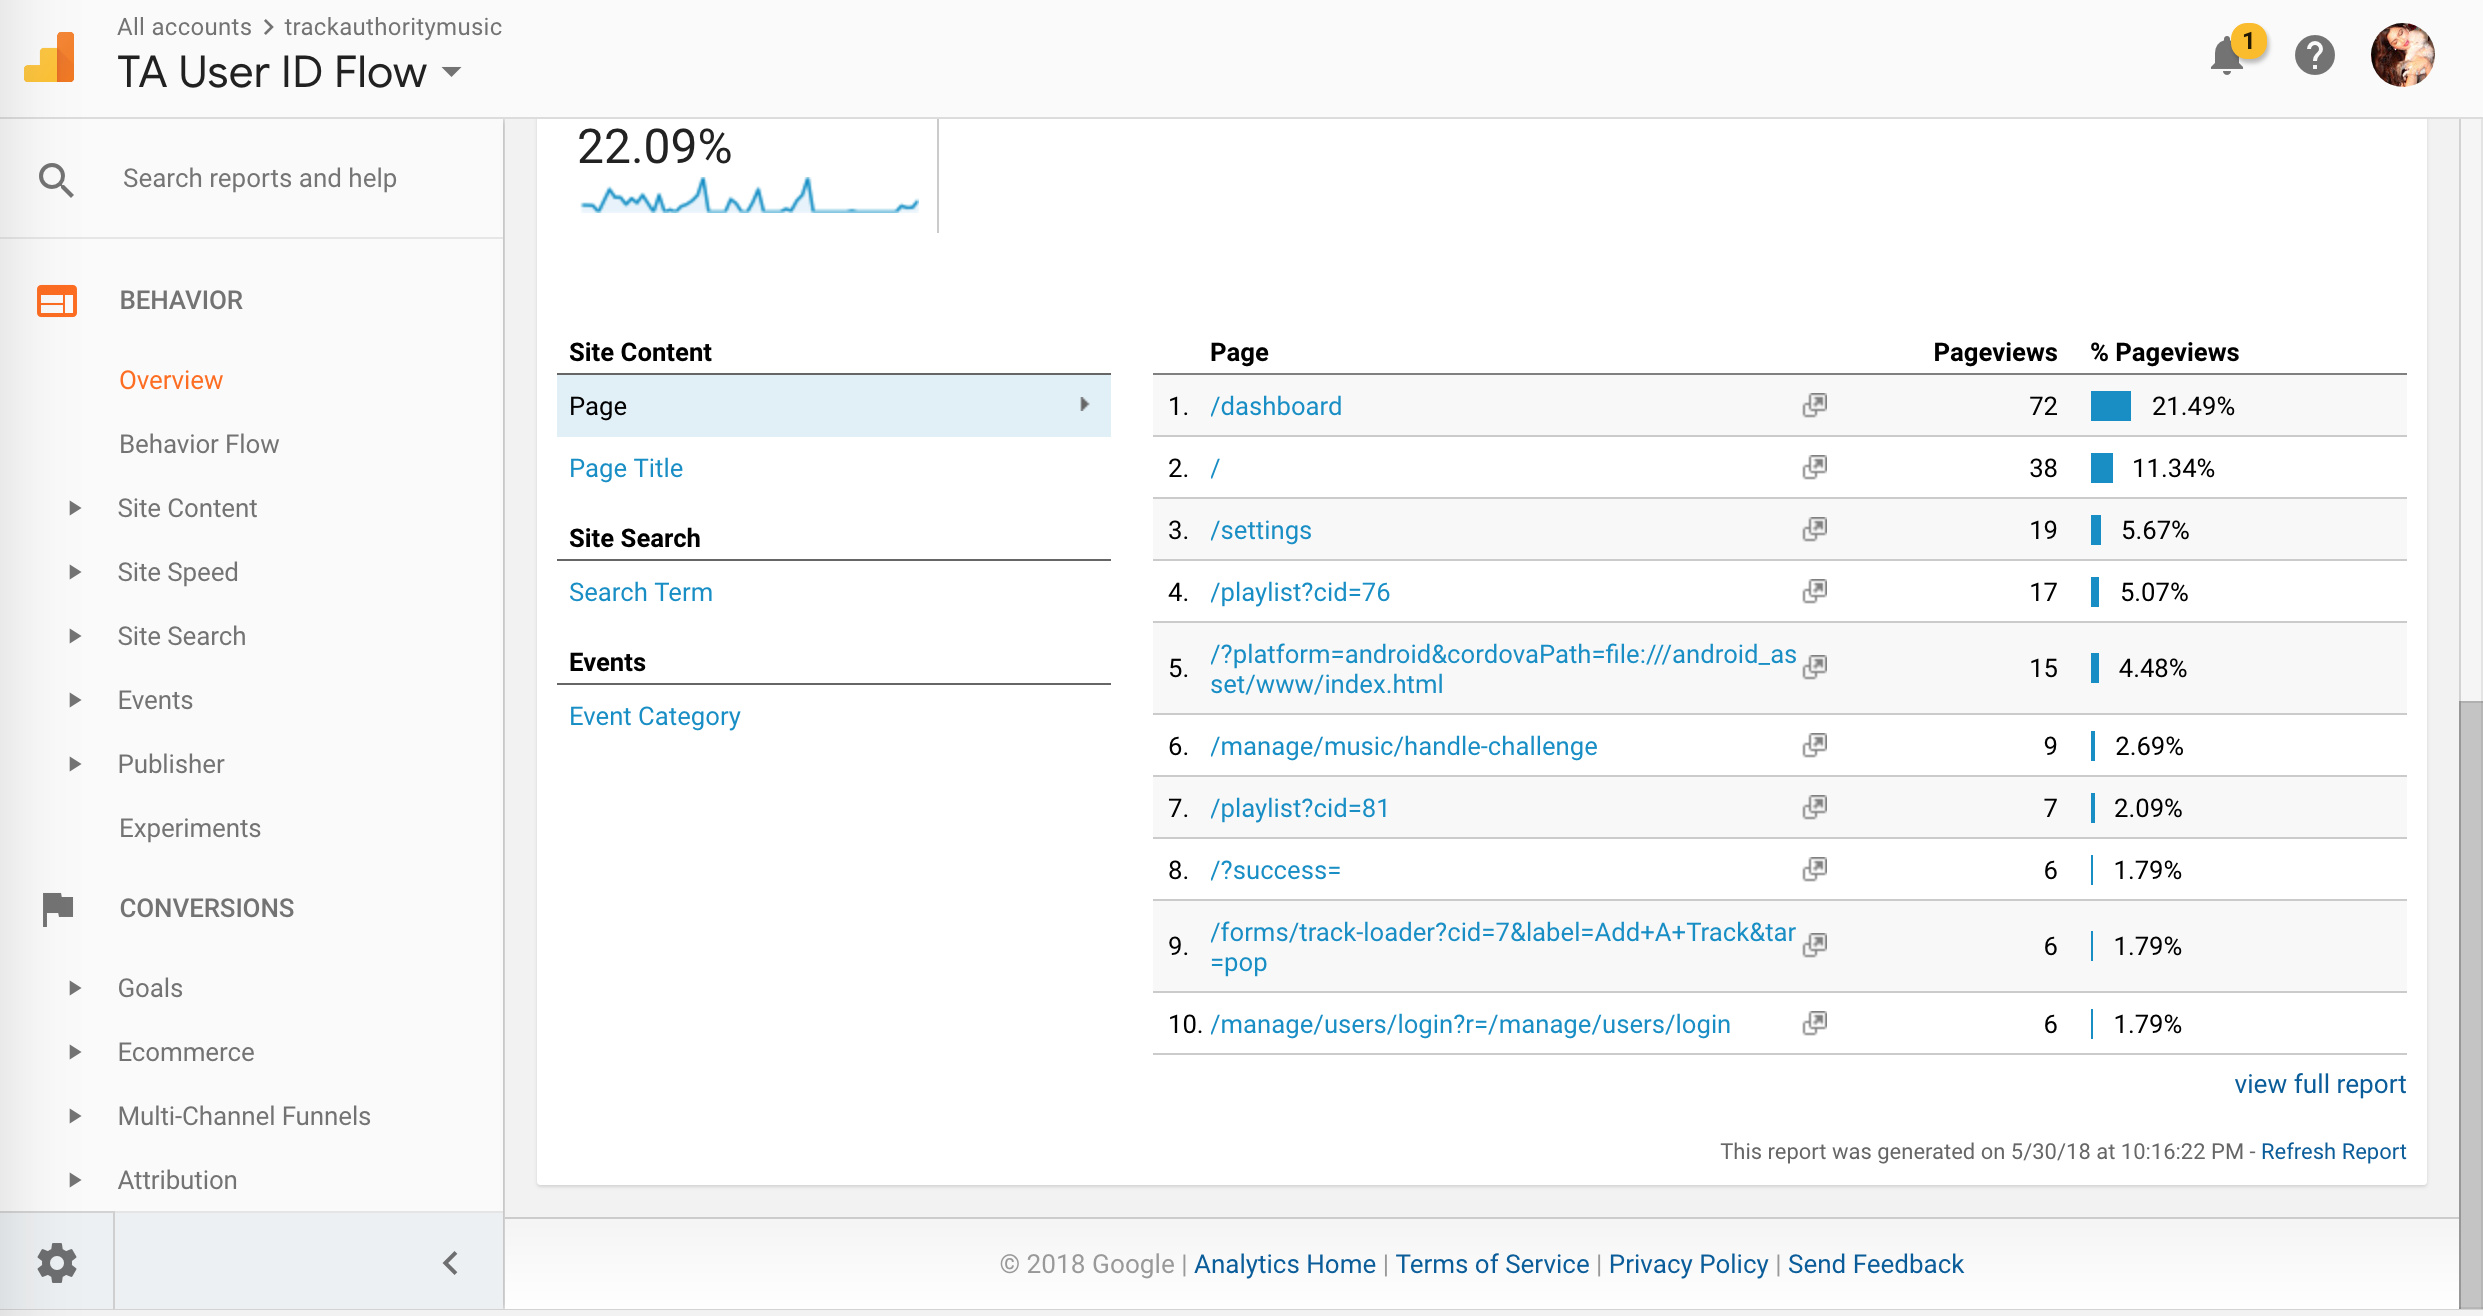 All accounts > trackauthoritymusic
TA User ID Flow
1
Search reports and help
BEHAVIOR
Overview
Behavior Flow
Site Content
Site Speed
Site Search
Events
Publisher
Experiments
CONVERSIONS
Goals
Ecommerce
Multi-Channel Funnels
Attribution
22.09%
Site Content
Page
Page Title
Site Search
Search Term
Events
Event Category
Page Pageviews % Pageviews
1. /dashboard 72 21.49%
2. / 38 11.34%
3. /settings 19 5.67%
4. /playlist?cid=76 17 5.07%
5. /?platform=android&cordovaPath=file:///android_as
set/www/index.html 15 4.48%
6. /manage/music/handle-challenge 9 2.69%
7. /playlist?cid=81 7 2.09%
8. /?success= 6 1.79%
9. /forms/track-loader?cid=7&label=Add+A+Track&tar
=pop 6 1.79%
10. /manage/users/login?r=/manage/users/login 6 1.79%
view full report
This report was generated on 5/30/18 at 10:16:22 PM - Refresh Report
© 2018 Google | Analytics Home | Terms of Service | Privacy Policy | Send Feedback